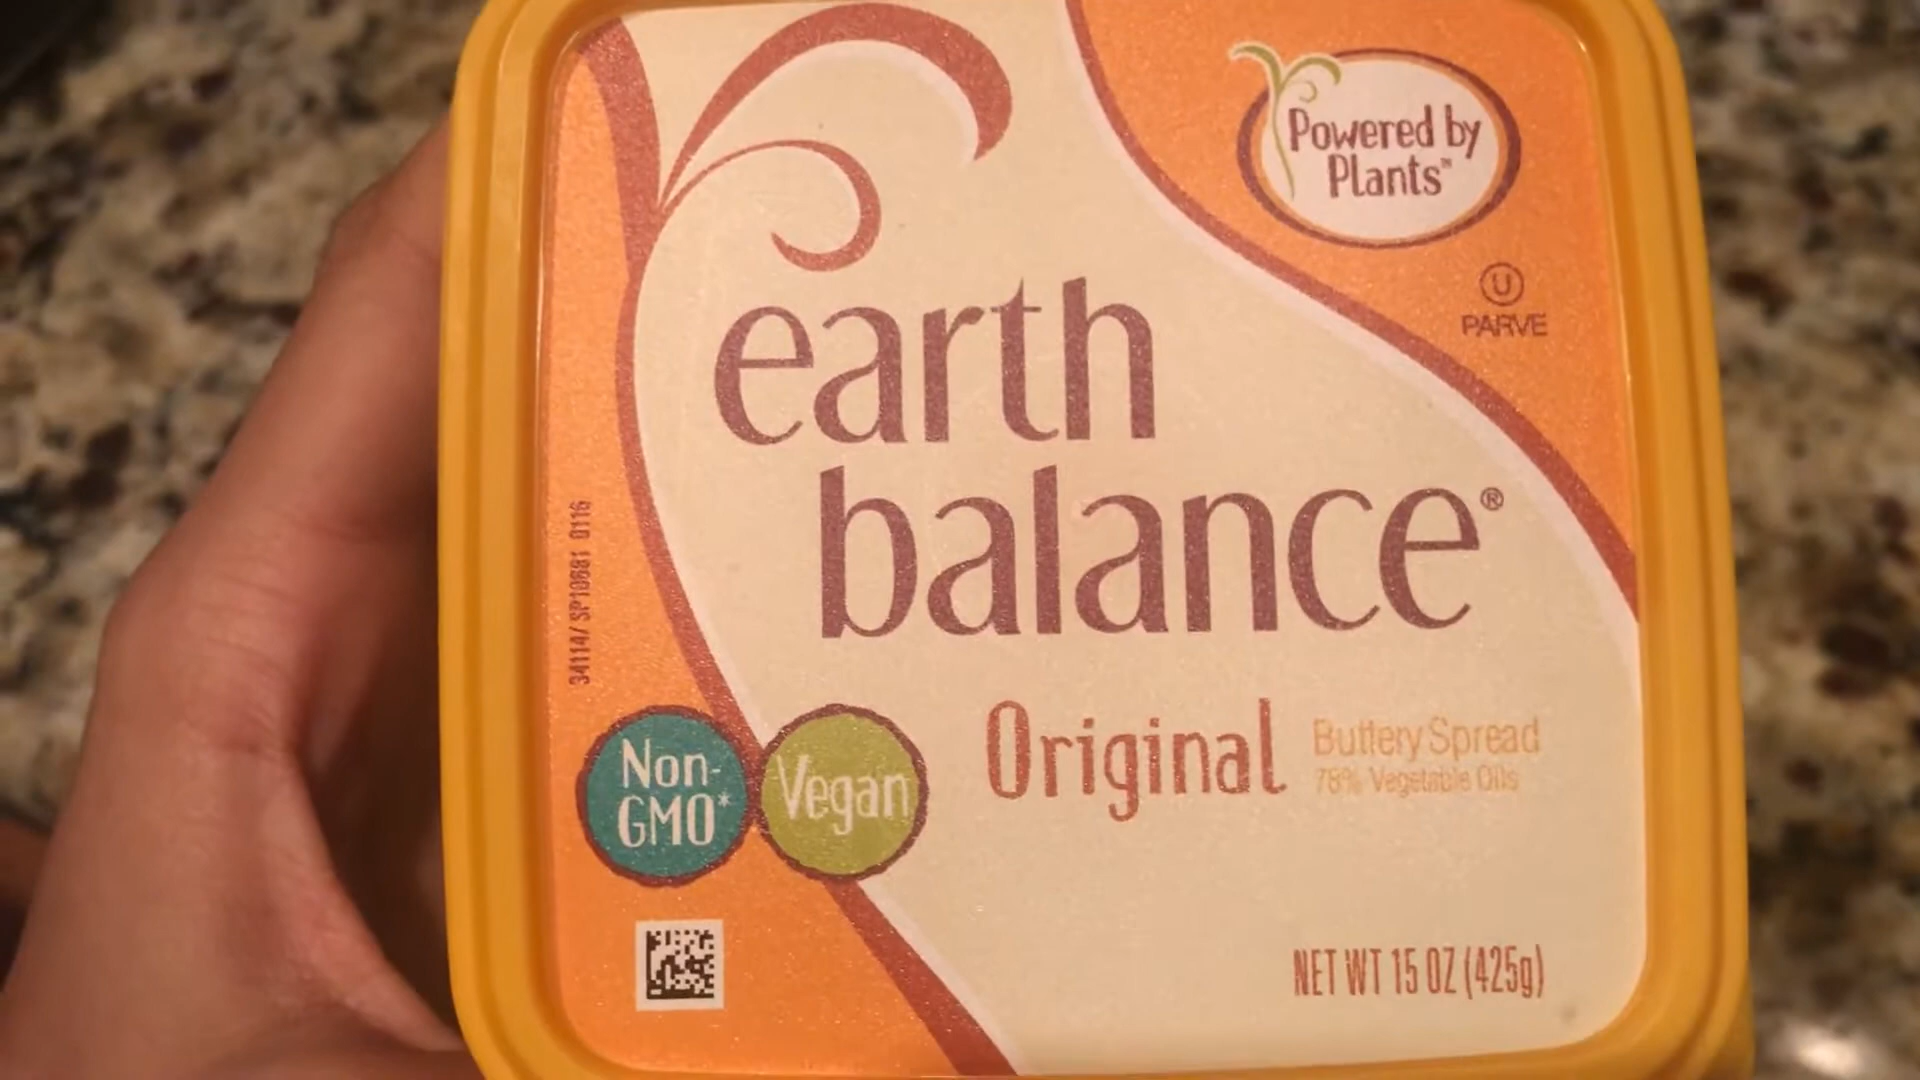 Powered by
Plants™
U
PARVE
earth
balance®
Original
Buttery Spread
78% Vegetable Oils
Non-
GMO*
Vegan
34114/ SP10681 0116
NET WT 15 OZ (425g)